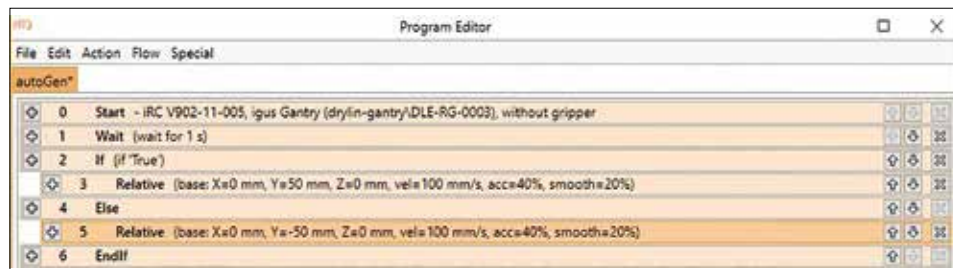 Program Editor
File Edit Action Flow Special
autoGen*
0 Start - iRC V902-11-005, igus Gantry (drylin-gantry\DLE-RG-0003), without gripper
1 Wait (wait for 1 s)
2 If (if 'True')
3 Relative (base: X=0 mm, Y=50 mm, Z=0 mm, vel=100 mm/s, acc=40%, smooth=20%)
4 Else
5 Relative (base: X=0 mm, Y=-50 mm, Z=0 mm, vel=100 mm/s, acc=40%, smooth=20%)
6 EndIf